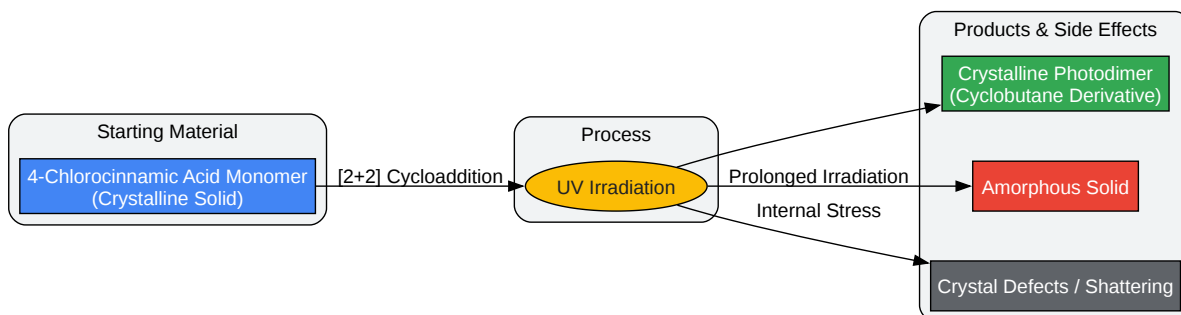 Products & Side Effects
Crystalline Photodimer
(Cyclobutane Derivative)
Starting Material
Process
4-Chlorocinnamic Acid Monomer
(Crystalline Solid)
[2+2] Cycloaddition
UV Irradiation
Prolonged Irradiation
Amorphous Solid
Internal Stress
Crystal Defects / Shattering